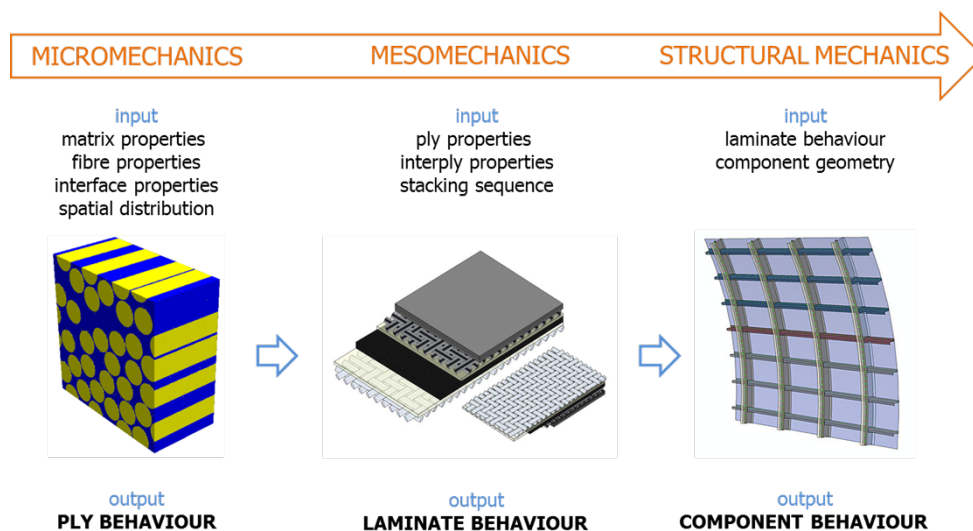 MICROMECHANICS
MESOMECHANICS
STRUCTURAL MECHANICS
input
matrix properties
fibre properties
interface properties
spatial distribution
input
ply properties
interply properties
stacking sequence
input
laminate behaviour
component geometry
output
PLY BEHAVIOUR
output
LAMINATE BEHAVIOUR
output
COMPONENT BEHAVIOUR